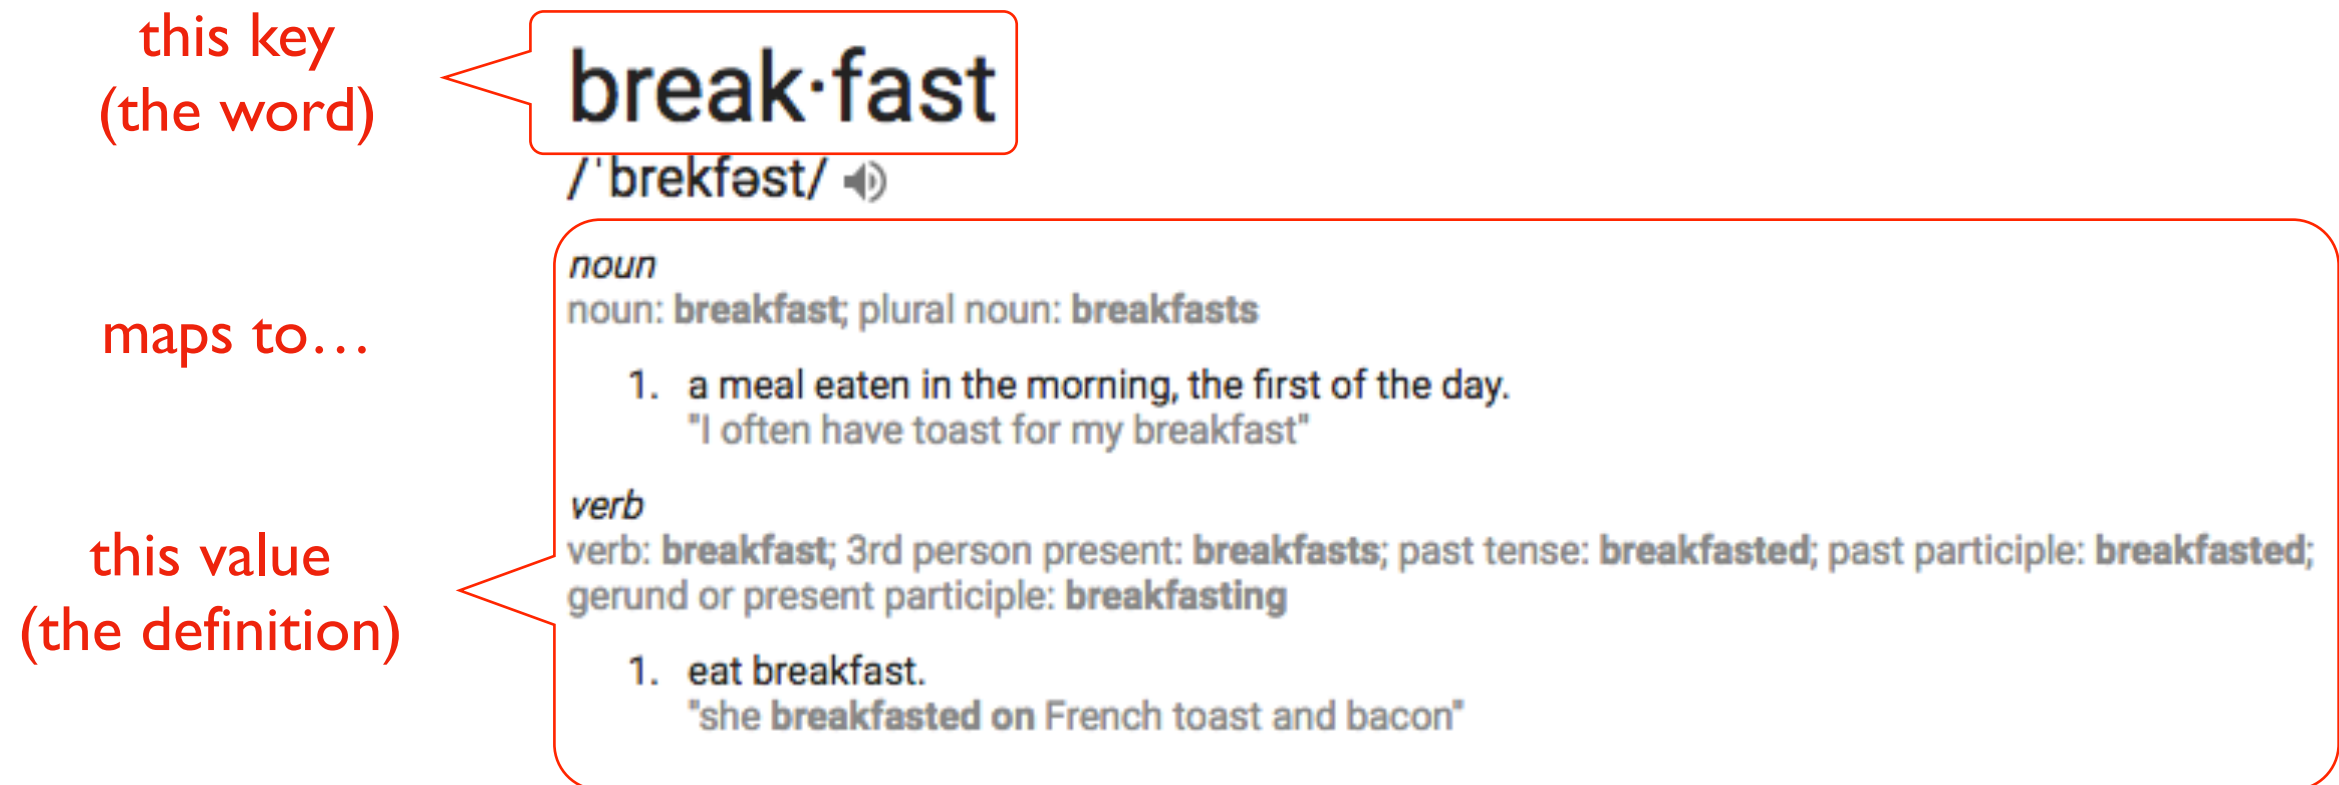 this key
(the word)
break·fast
/ˈbrekfəst/
maps to…
noun
noun: breakfast; plural noun: breakfasts
1. a meal eaten in the morning, the first of the day.
"I often have toast for my breakfast"
this value
(the definition)
verb
verb: breakfast; 3rd person present: breakfasts; past tense: breakfasted; past participle: breakfasted;
gerund or present participle: breakfasting
1. eat breakfast.
"she breakfasted on French toast and bacon"